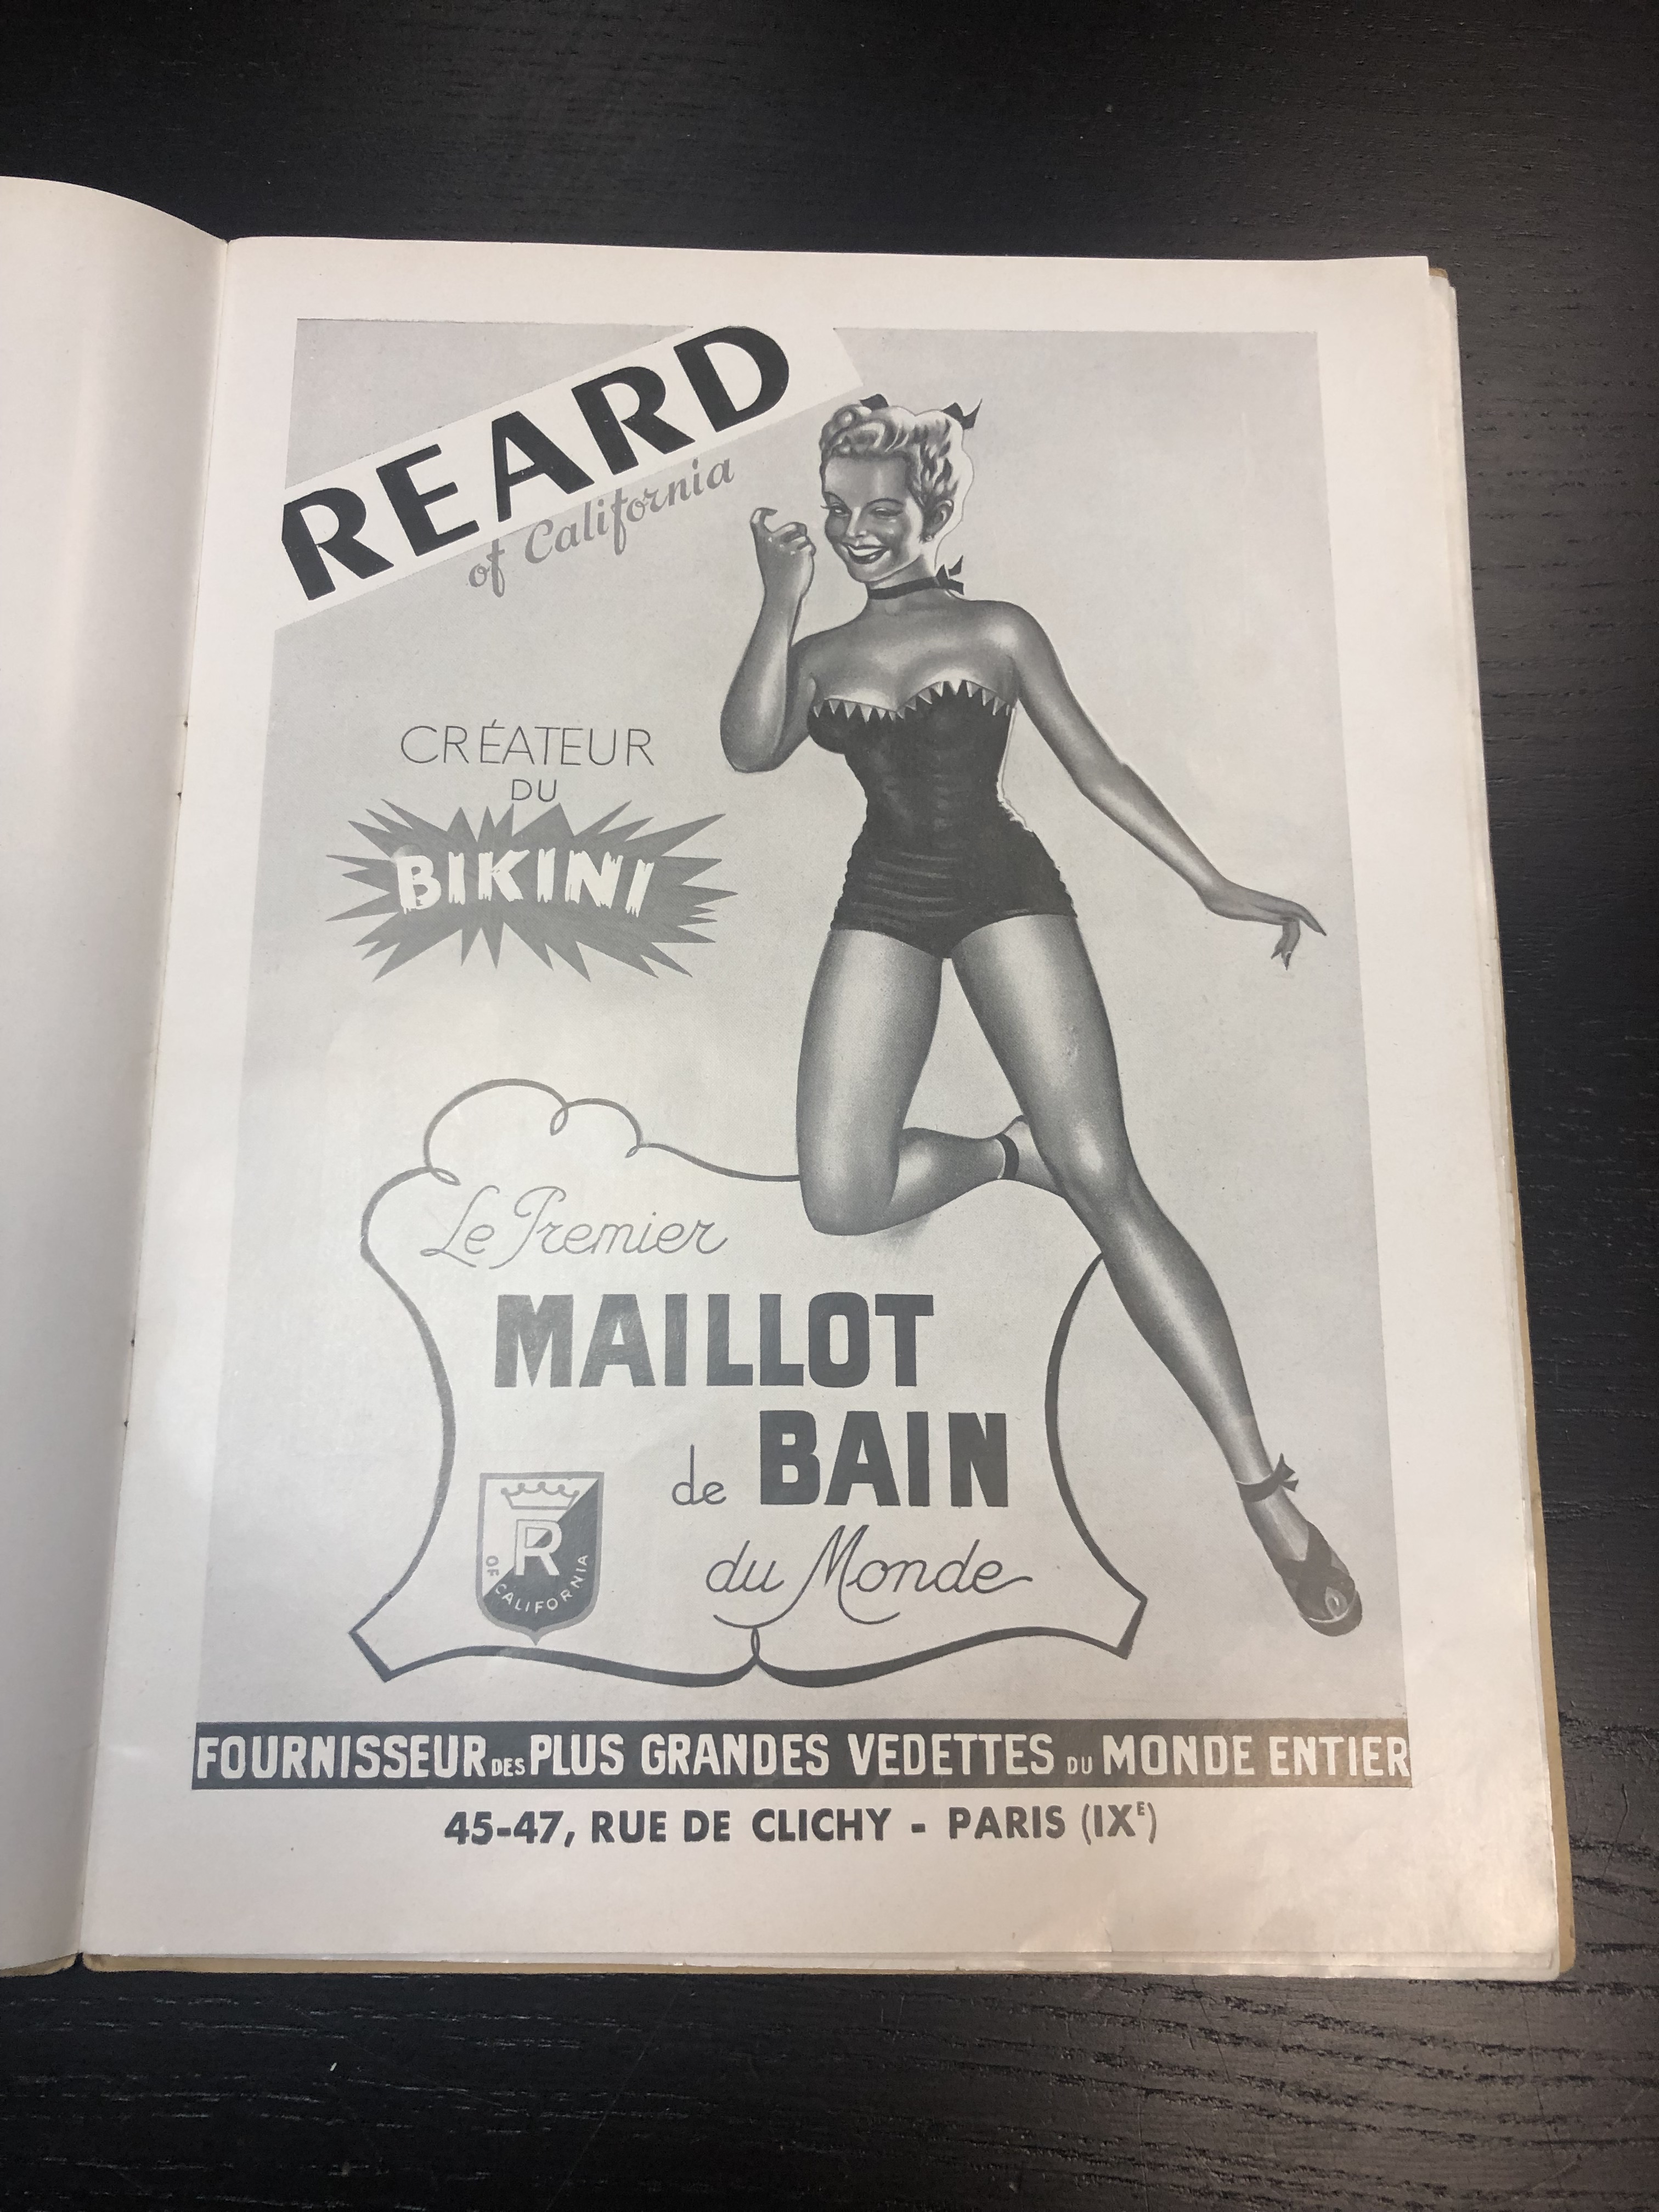 REARD
of California
CRÉATEUR
DU
BIKINI
Le Premier
MAILLOT
de BAIN
du Monde
R
OF CALIFORNIA
FOURNISSEUR DES PLUS GRANDES VEDETTES DU MONDE ENTIER
45-47, RUE DE CLICHY - PARIS (IXE)